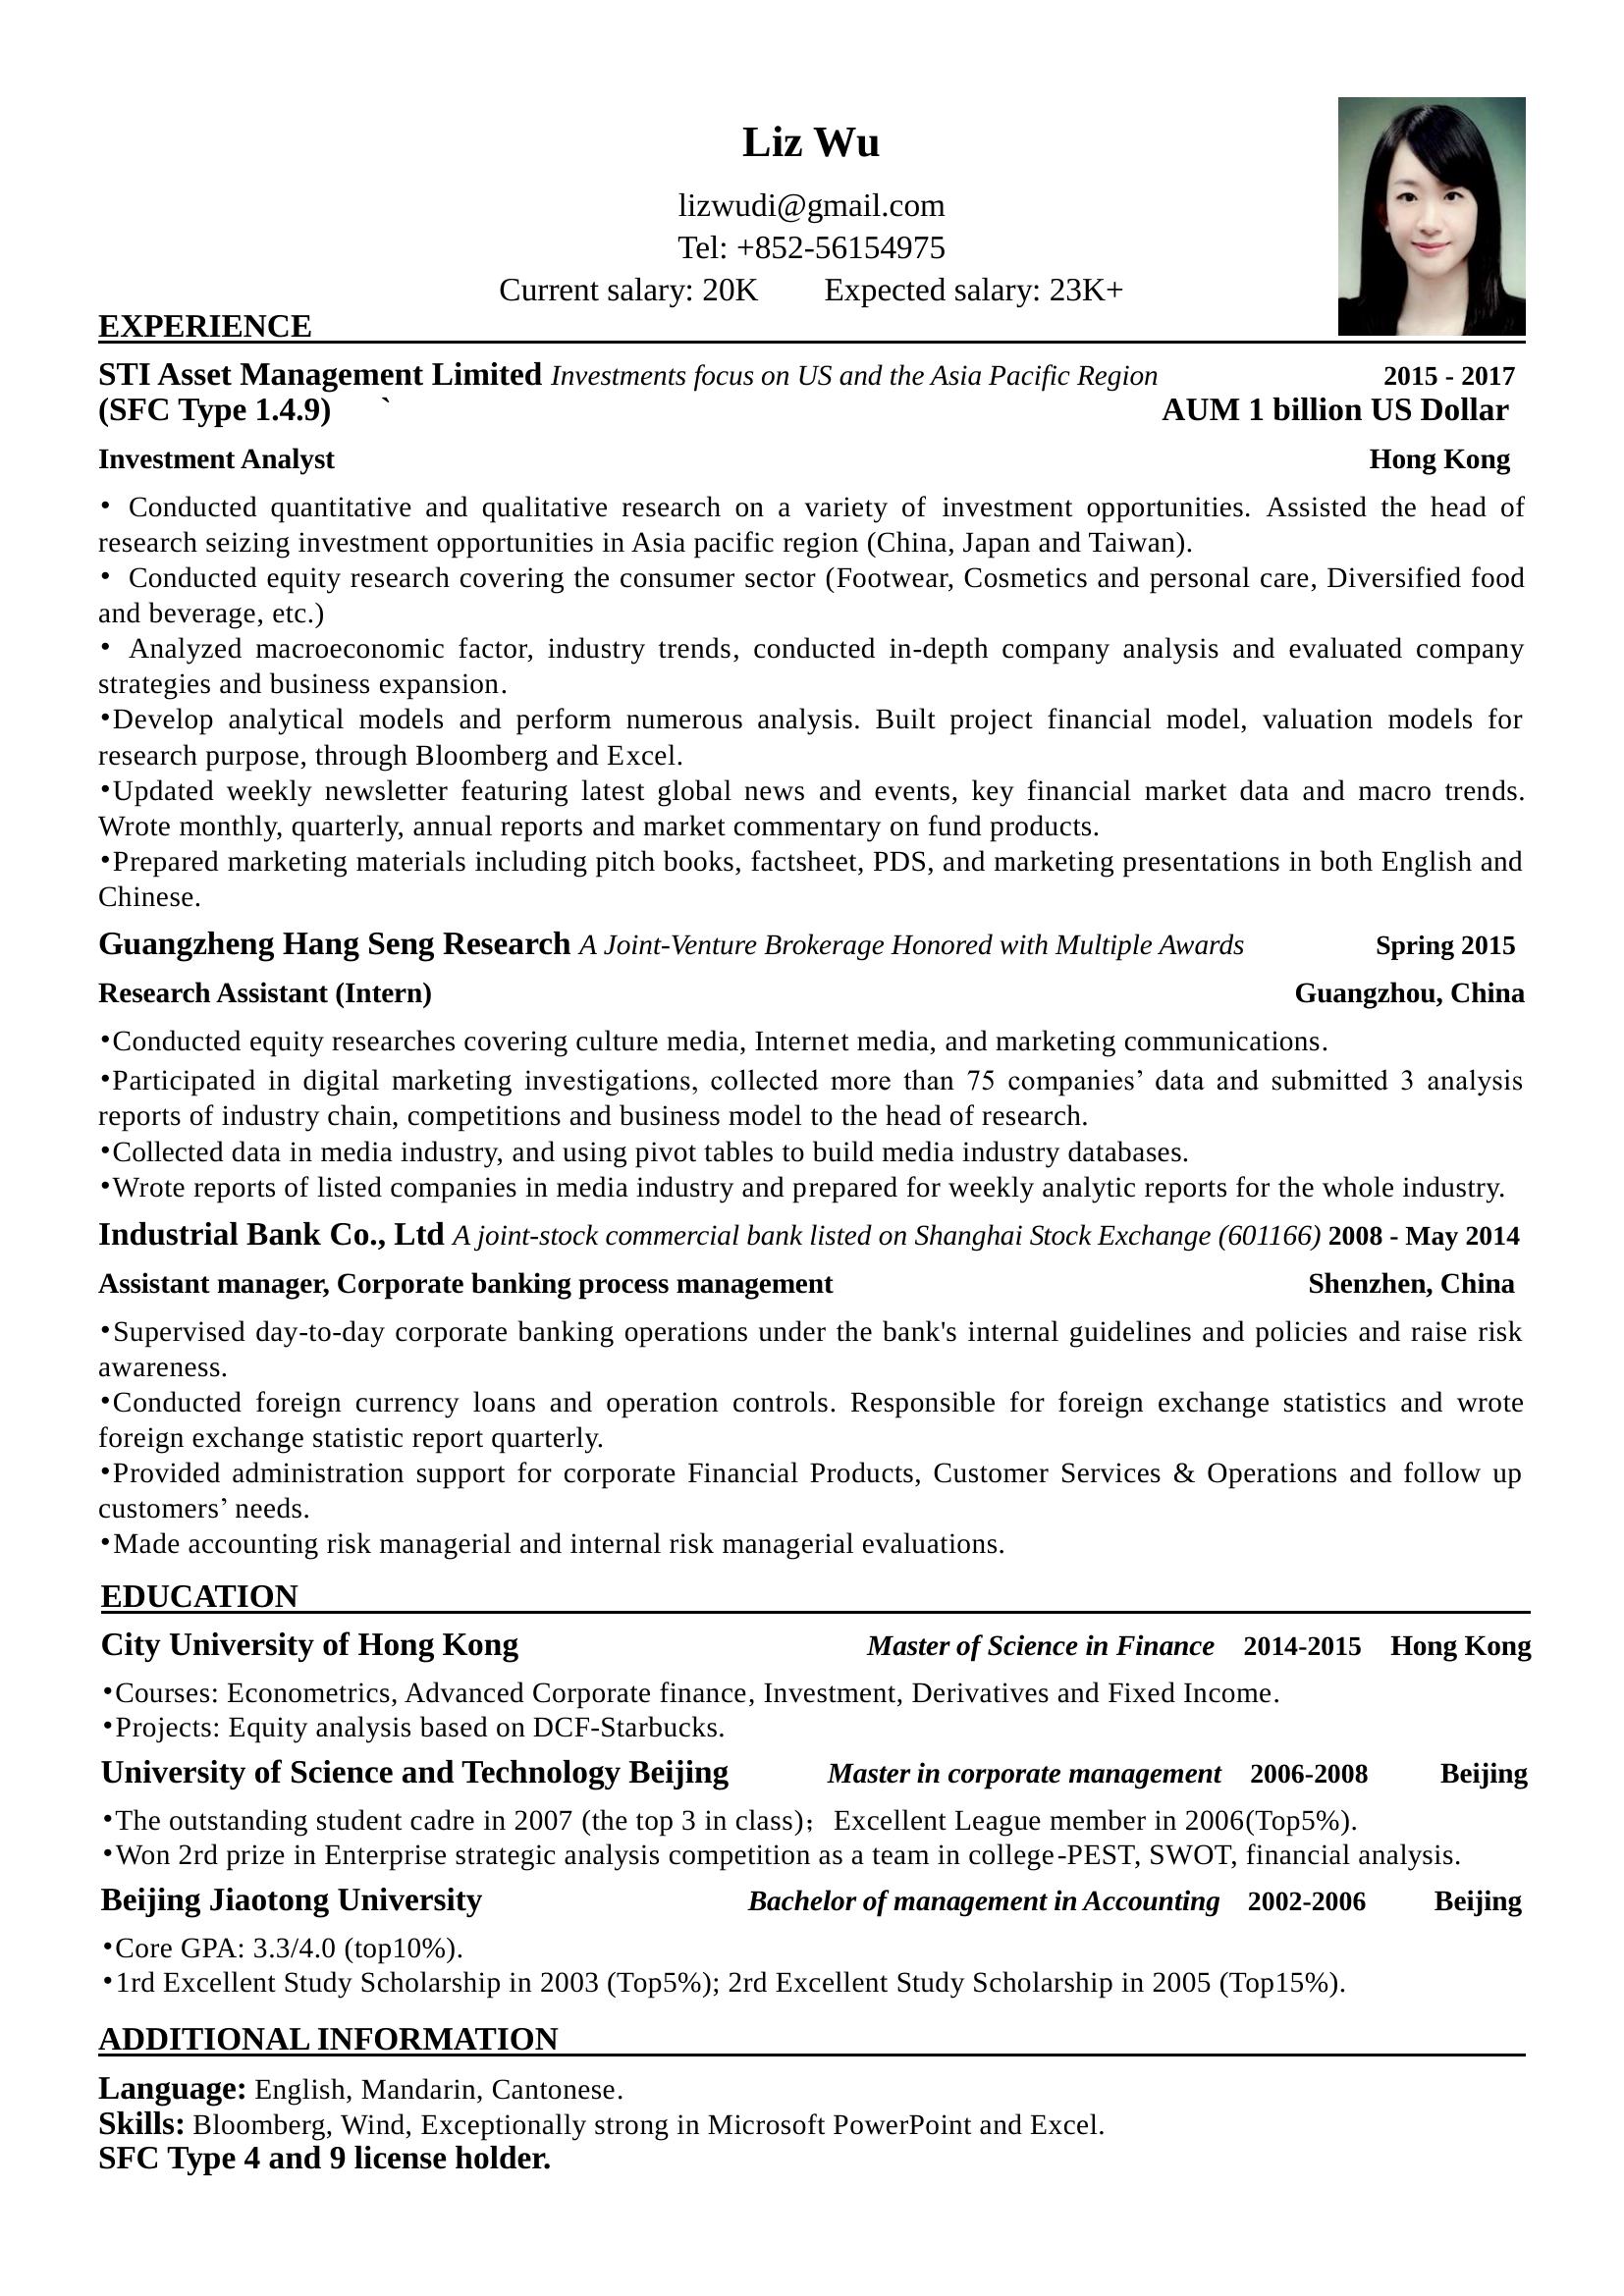 Liz Wu
lizwudi@gmail.com
Tel: +852-56154975
Current salary: 20K Expected salary: 23K+
EXPERIENCE
STI Asset Management Limited Investments focus on US and the Asia Pacific Region 2015 - 2017
(SFC Type 1.4.9) ` AUM 1 billion US Dollar
Investment Analyst Hong Kong
• Conducted quantitative and qualitative research on a variety of investment opportunities. Assisted the head of
research seizing investment opportunities in Asia pacific region (China, Japan and Taiwan).
• Conducted equity research covering the consumer sector (Footwear, Cosmetics and personal care, Diversified food
and beverage, etc.)
• Analyzed macroeconomic factor, industry trends, conducted in-depth company analysis and evaluated company
strategies and business expansion.
•Develop analytical models and perform numerous analysis. Built project financial model, valuation models for
research purpose, through Bloomberg and Excel.
•Updated weekly newsletter featuring latest global news and events, key financial market data and macro trends.
Wrote monthly, quarterly, annual reports and market commentary on fund products.
•Prepared marketing materials including pitch books, factsheet, PDS, and marketing presentations in both English and
Chinese.
Guangzheng Hang Seng Research A Joint-Venture Brokerage Honored with Multiple Awards Spring 2015
Research Assistant (Intern) Guangzhou, China
•Conducted equity researches covering culture media, Internet media, and marketing communications.
•Participated in digital marketing investigations, collected more than 75 companies’ data and submitted 3 analysis
reports of industry chain, competitions and business model to the head of research.
•Collected data in media industry, and using pivot tables to build media industry databases.
•Wrote reports of listed companies in media industry and prepared for weekly analytic reports for the whole industry.
Industrial Bank Co., Ltd A joint-stock commercial bank listed on Shanghai Stock Exchange (601166) 2008 - May 2014
Assistant manager, Corporate banking process management Shenzhen, China
•Supervised day-to-day corporate banking operations under the bank's internal guidelines and policies and raise risk
awareness.
•Conducted foreign currency loans and operation controls. Responsible for foreign exchange statistics and wrote
foreign exchange statistic report quarterly.
•Provided administration support for corporate Financial Products, Customer Services & Operations and follow up
customers’ needs.
•Made accounting risk managerial and internal risk managerial evaluations.
EDUCATION
City University of Hong Kong Master of Science in Finance 2014-2015 Hong Kong
•Courses: Econometrics, Advanced Corporate finance, Investment, Derivatives and Fixed Income.
•Projects: Equity analysis based on DCF-Starbucks.
University of Science and Technology Beijing Master in corporate management 2006-2008 Beijing
•The outstanding student cadre in 2007 (the top 3 in class)；Excellent League member in 2006(Top5%).
•Won 2rd prize in Enterprise strategic analysis competition as a team in college-PEST, SWOT, financial analysis.
Beijing Jiaotong University Bachelor of management in Accounting 2002-2006 Beijing
•Core GPA: 3.3/4.0 (top10%).
•1rd Excellent Study Scholarship in 2003 (Top5%); 2rd Excellent Study Scholarship in 2005 (Top15%).
ADDITIONAL INFORMATION
Language: English, Mandarin, Cantonese.
Skills: Bloomberg, Wind, Exceptionally strong in Microsoft PowerPoint and Excel.
SFC Type 4 and 9 license holder.